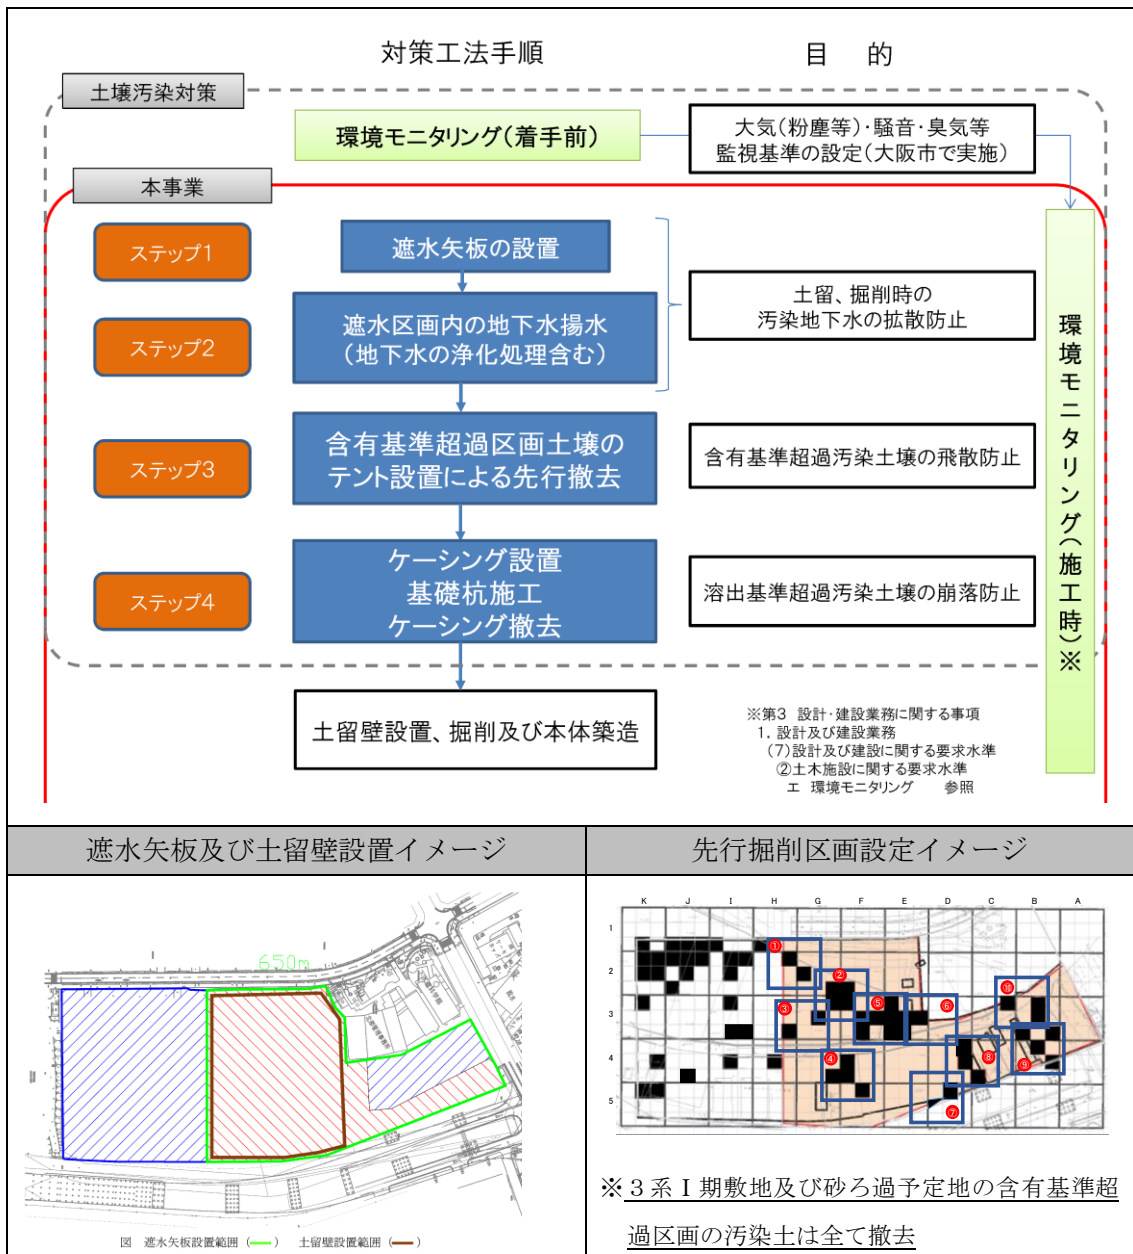 対策工法手順
目　的
土壌汚染対策
環境モニタリング(着手前)
大気(粉塵等)・騒音・臭気等
監視基準の設定(大阪市で実施)
本事業
ステップ1
遮水矢板の設置
ステップ2
遮水区画内の地下水揚水
(地下水の浄化処理含む)
土留、掘削時の
汚染地下水の拡散防止
ステップ3
含有基準超過区画土壌の
テント設置による先行撤去
含有基準超過汚染土壌の飛散防止
ステップ4
ケーシング設置
基礎杭施工
ケーシング撤去
溶出基準超過汚染土壌の崩落防止
環境モニタリング(施工時)※
土留壁設置、掘削及び本体築造
※第3　設計・建設業務に関する事項
1. 設計及び建設業務
(7)設計及び建設に関する要求水準
②土木施設に関する要求水準
エ 環境モニタリング　参照
遮水矢板及び土留壁設置イメージ
先行掘削区画設定イメージ
650m
図　遮水矢板設置範囲（　）　土留壁設置範囲（　）
K J I H G F E D C B A
1
2
3
4
5
①
②
③
④
⑤
⑥
⑦
⑧
⑨
⑩
※３系Ⅰ期敷地及び砂ろ過予定地の含有基準超
過区画の汚染土は全て撤去